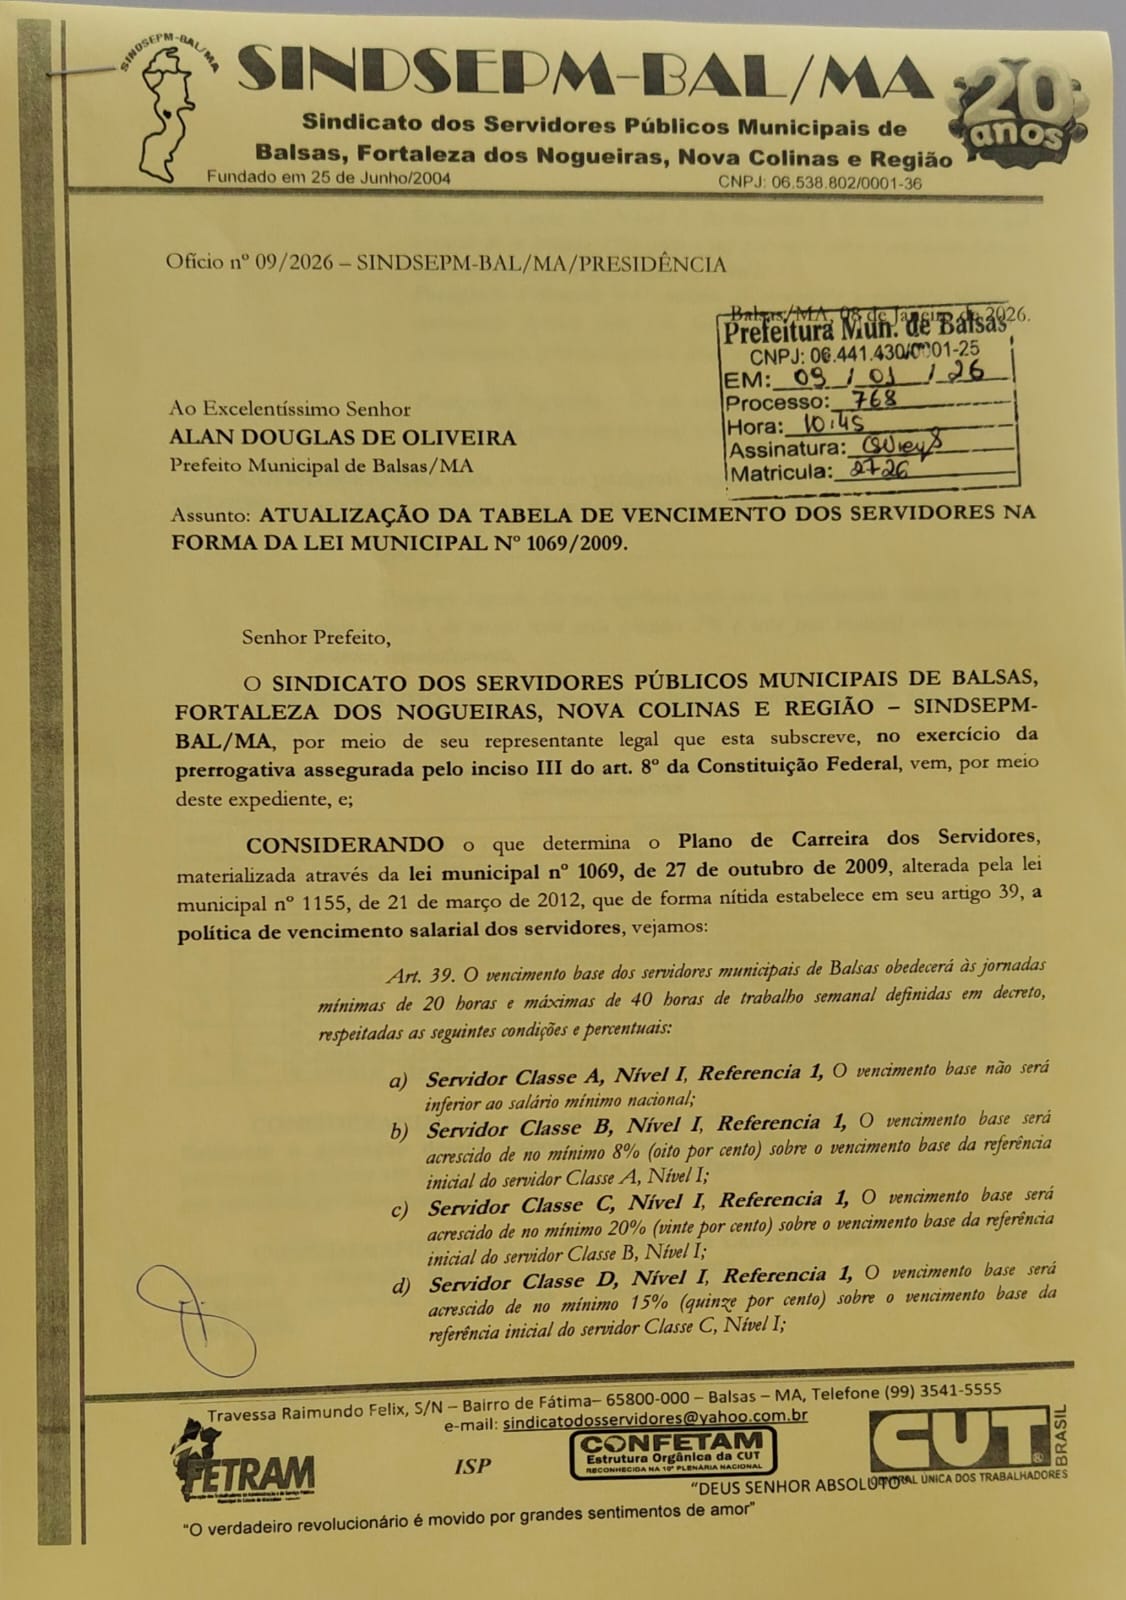 SINDSEPM-BAL/MA
SINDSEPM-BAL/MA
20
anos
Sindicato dos Servidores Públicos Municipais de
Balsas, Fortaleza dos Nogueiras, Nova Colinas e Região
Fundado em 25 de Junho/2004
CNPJ: 06.538.802/0001-36
Ofício nº 09/2026 – SINDSEPM-BAL/MA/PRESIDÊNCIA
Balsas/MA, 08 de Janeiro de 2026.
Prefeitura Mun. de Balsas
CNPJ: 06.441.430/0001-25
EM: 09 / 01 / 26
Processo: 768
Hora: 10:45
Assinatura:
Matricula: 2726
Ao Excelentíssimo Senhor
ALAN DOUGLAS DE OLIVEIRA
Prefeito Municipal de Balsas/MA
Assunto: ATUALIZAÇÃO DA TABELA DE VENCIMENTO DOS SERVIDORES NA
FORMA DA LEI MUNICIPAL Nº 1069/2009.
Senhor Prefeito,
O SINDICATO DOS SERVIDORES PÚBLICOS MUNICIPAIS DE BALSAS,
FORTALEZA DOS NOGUEIRAS, NOVA COLINAS E REGIÃO – SINDSEPM-
BAL/MA, por meio de seu representante legal que esta subscreve, no exercício da
prerrogativa assegurada pelo inciso III do art. 8º da Constituição Federal, vem, por meio
deste expediente, e;
CONSIDERANDO o que determina o Plano de Carreira dos Servidores,
materializada através da lei municipal nº 1069, de 27 de outubro de 2009, alterada pela lei
municipal nº 1155, de 21 de março de 2012, que de forma nítida estabelece em seu artigo 39, a
política de vencimento salarial dos servidores, vejamos:
Art. 39. O vencimento base dos servidores municipais de Balsas obedecerá às jornadas
mínimas de 20 horas e máximas de 40 horas de trabalho semanal definidas em decreto,
respeitadas as seguintes condições e percentuais:
a) Servidor Classe A, Nível I, Referencia 1, O vencimento base não será
inferior ao salário mínimo nacional;
b) Servidor Classe B, Nível I, Referencia 1, O vencimento base será
acrescido de no mínimo 8% (oito por cento) sobre o vencimento base da referência
inicial do servidor Classe A, Nível I;
c) Servidor Classe C, Nível I, Referencia 1, O vencimento base será
acrescido de no mínimo 20% (vinte por cento) sobre o vencimento base da referência
inicial do servidor Classe B, Nível I;
d) Servidor Classe D, Nível I, Referencia 1, O vencimento base será
acrescido de no mínimo 15% (quinze por cento) sobre o vencimento base da
referência inicial do servidor Classe C, Nível I;
Travessa Raimundo Felix, S/N – Bairro de Fátima– 65800-000 – Balsas – MA, Telefone (99) 3541-5555
e-mail: sindicatodosservidores@yahoo.com.br
FETRAM
ISP
CONFETAM
Estrutura Orgânica da CUT
RECONHECIDA NA 10ª PLENÁRIA NACIONAL
CUT BRASIL
ÚNICA DOS TRABALHADORES
"DEUS SENHOR ABSOLUTO"
"O verdadeiro revolucionário é movido por grandes sentimentos de amor"